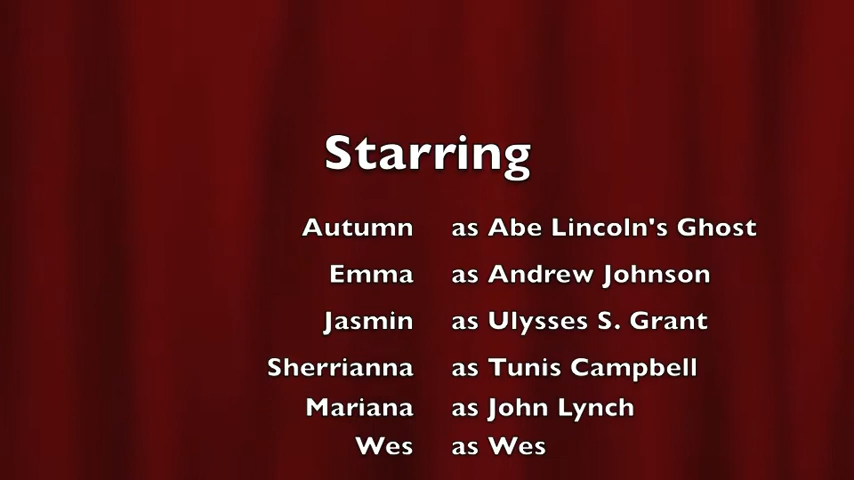 Starring
Autumn as Abe Lincoln's Ghost
Emma as Andrew Johnson
Jasmin as Ulysses S. Grant
Sherrianna as Tunis Campbell
Mariana as John Lynch
Wes as Wes